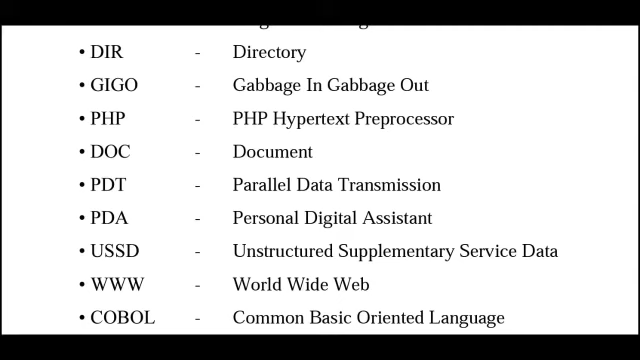 • DIR - Directory
• GIGO - Gabbage In Gabbage Out
• PHP - PHP Hypertext Preprocessor
• DOC - Document
• PDT - Parallel Data Transmission
• PDA - Personal Digital Assistant
• USSD - Unstructured Supplementary Service Data
• WWW - World Wide Web
• COBOL - Common Basic Oriented Language